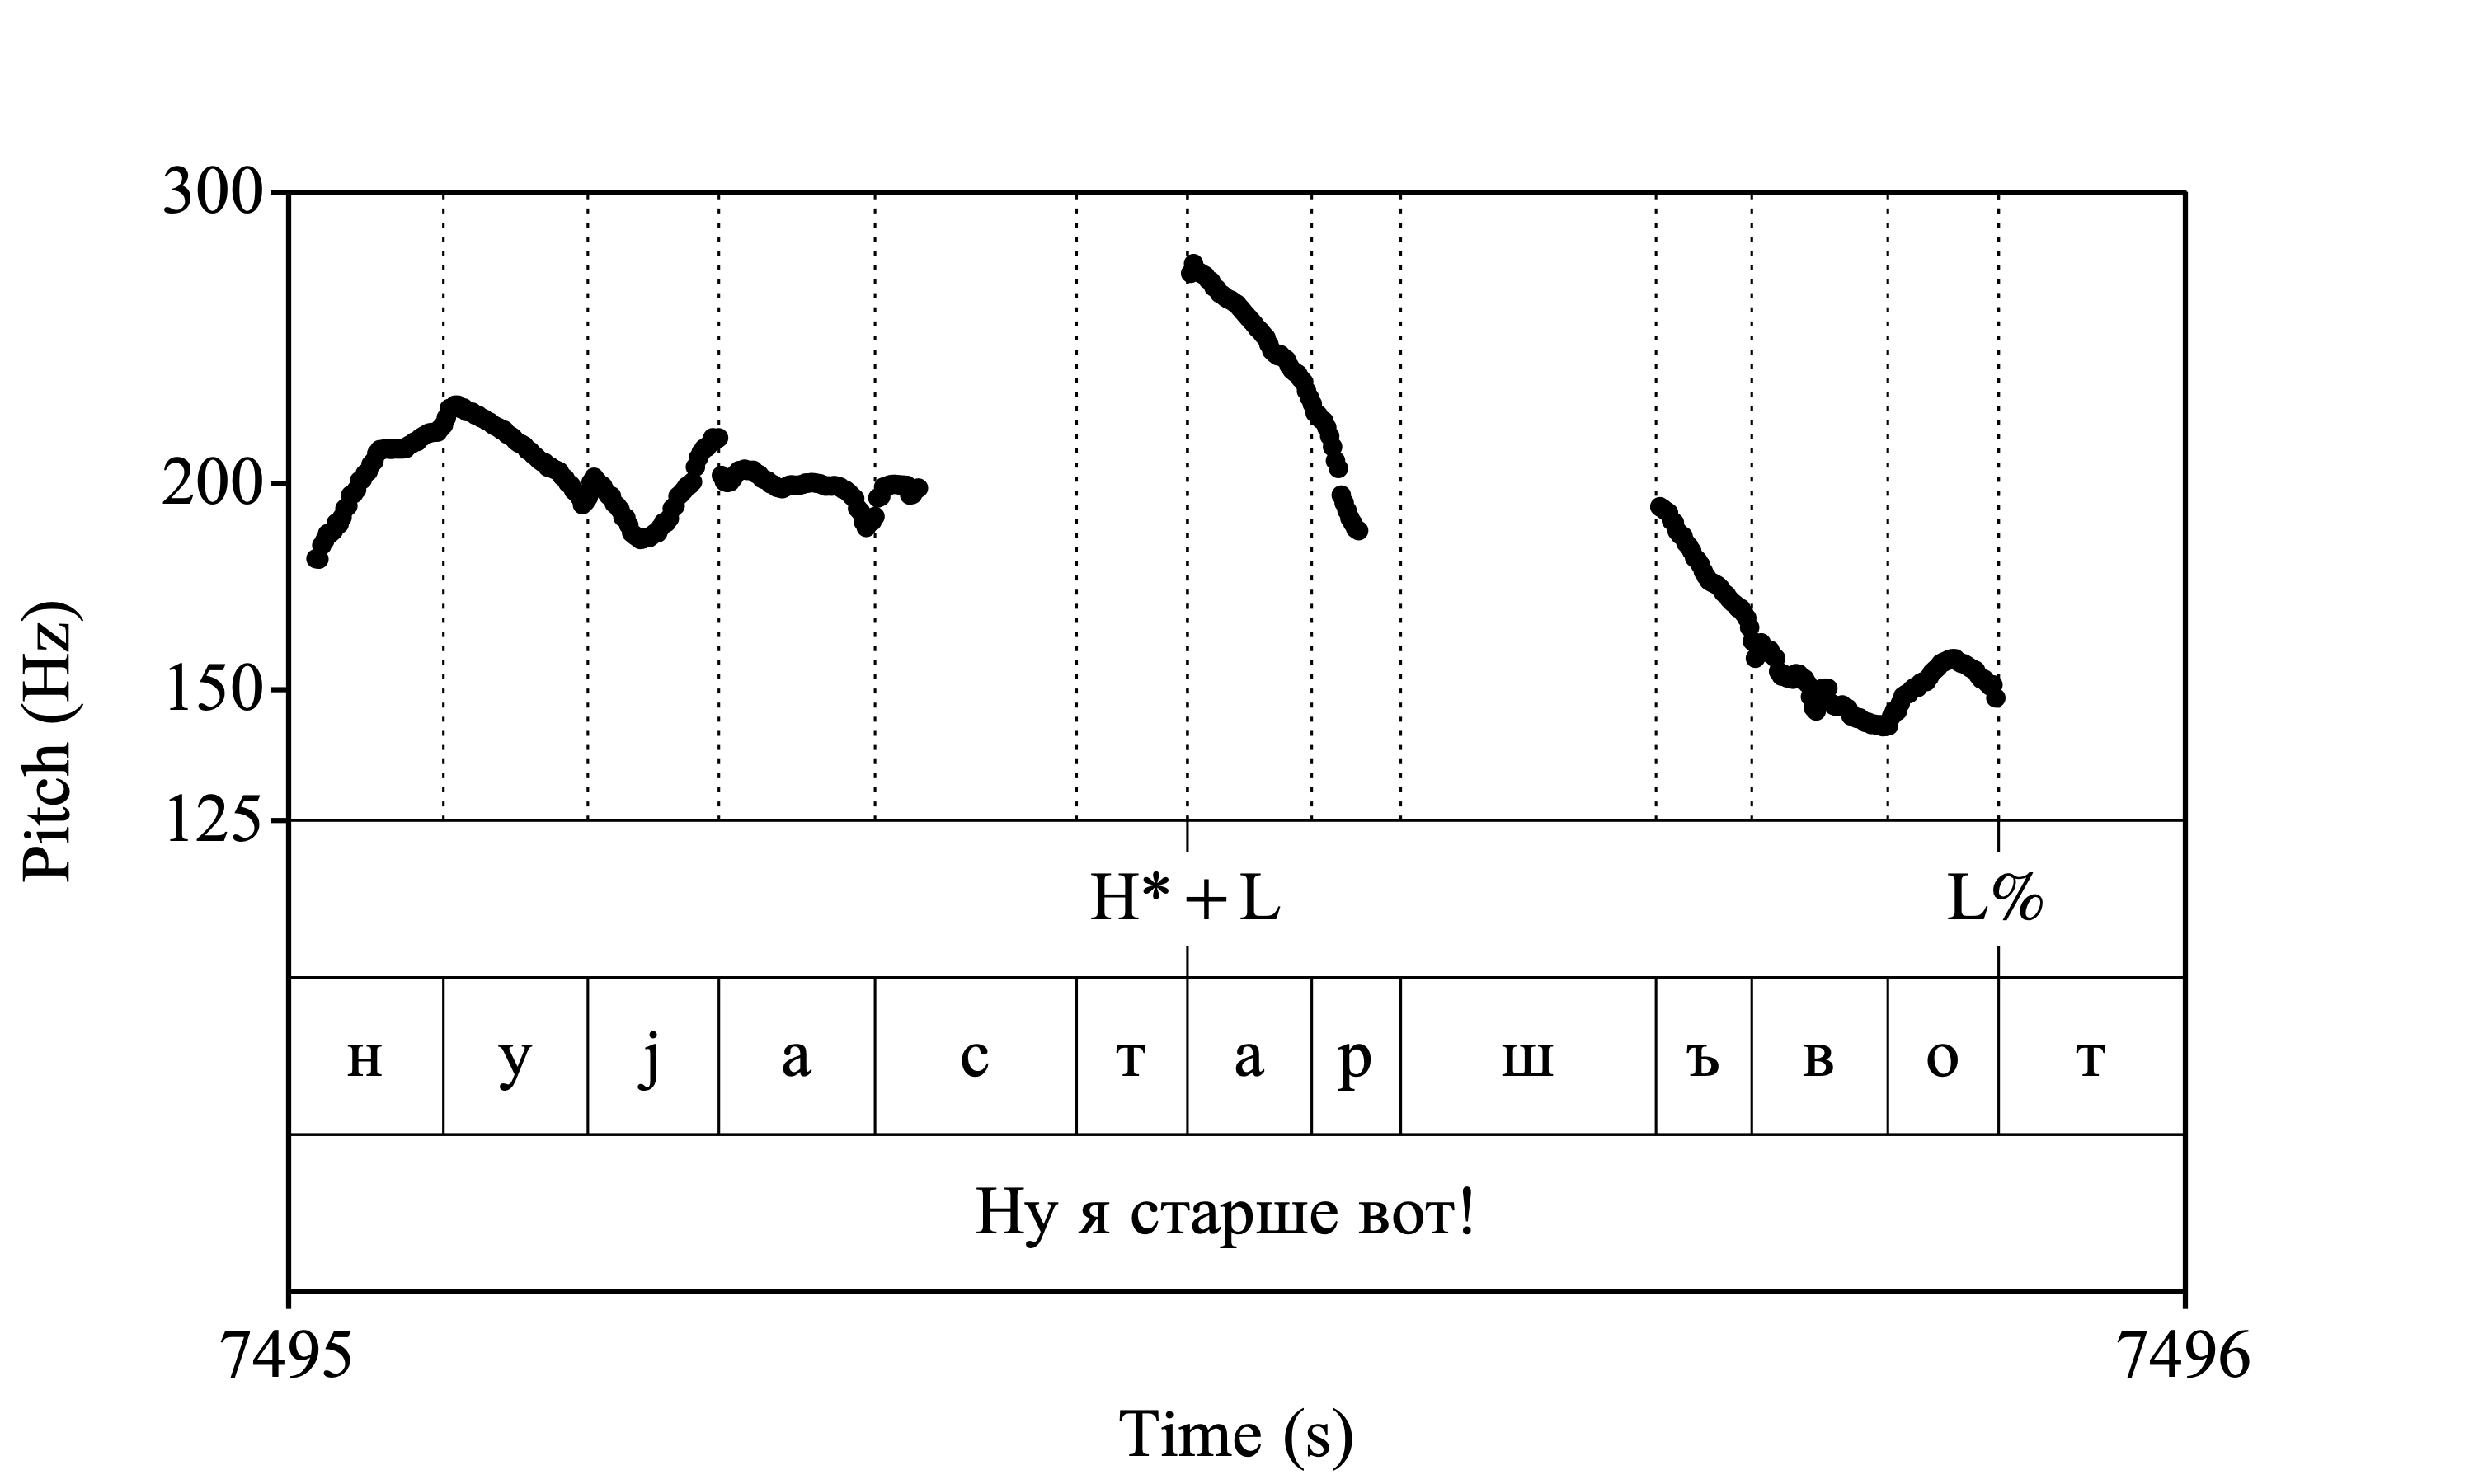 300
200
150
125
Pitch (Hz)
H*+L L%
н у ј а с т а р ш ъ в о т
Ну я старше вот!
7495 7496
Time (s)